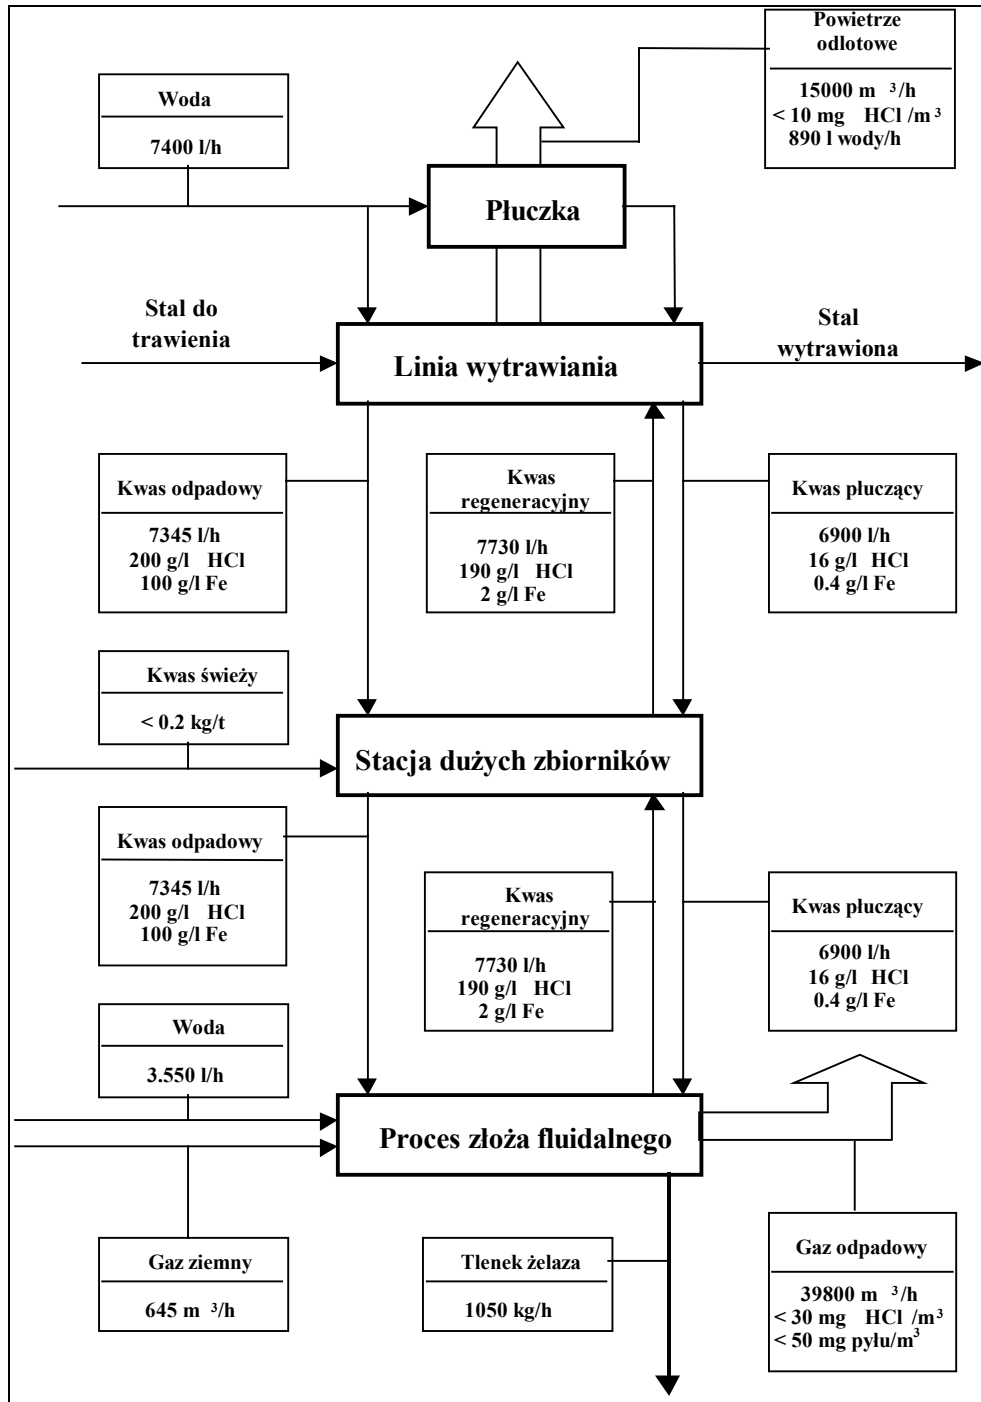 Powietrze
odlotowe
15000 m ³/h
< 10 mg HCl /m³
890 l wody/h
Woda
7400 l/h
Płuczka
Stal do
trawienia
Stal
wytrawiona
Linia wytrawiania
Kwas odpadowy
7345 l/h
200 g/l HCl
100 g/l Fe
Kwas
regeneracyjny
7730 l/h
190 g/l HCl
2 g/l Fe
Kwas płuczący
6900 l/h
16 g/l HCl
0.4 g/l Fe
Kwas świeży
< 0.2 kg/t
Stacja dużych zbiorników
Kwas odpadowy
7345 l/h
200 g/l HCl
100 g/l Fe
Kwas
regeneracyjny
7730 l/h
190 g/l HCl
2 g/l Fe
Kwas płuczący
6900 l/h
16 g/l HCl
0.4 g/l Fe
Woda
3.550 l/h
Proces złoża fluidalnego
Gaz ziemny
645 m ³/h
Tlenek żelaza
1050 kg/h
Gaz odpadowy
39800 m ³/h
< 30 mg HCl /m³
< 50 mg pyłu/m³